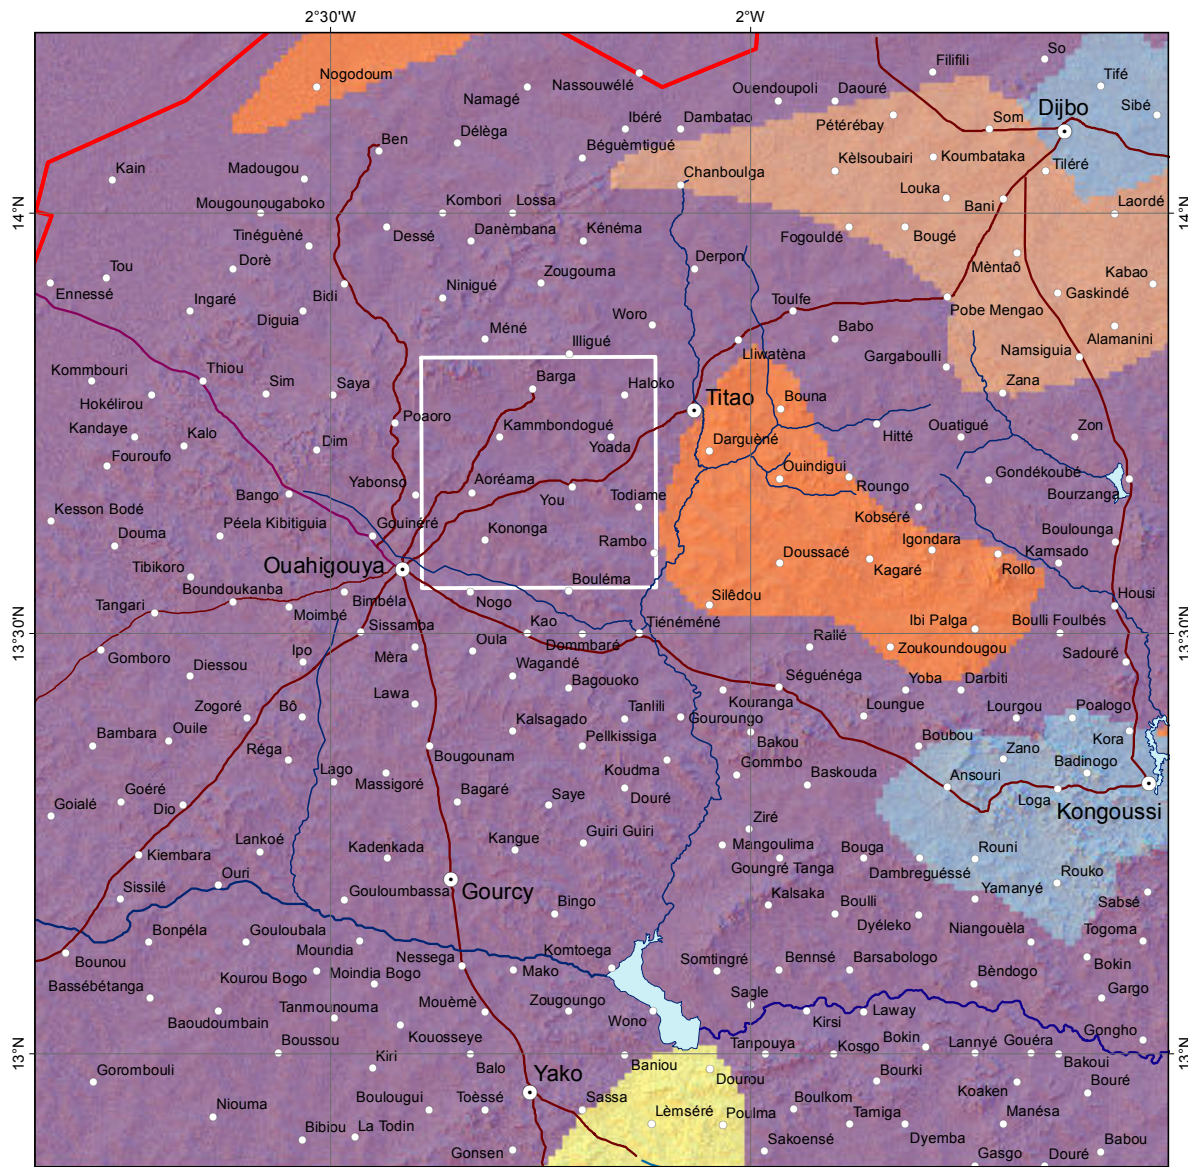 2°30'W 2°W
So
Filifili
Nogodoum Nassouwélé Tifé
Namagé Ouendoupoli Daouré
Dijbo Sibé
Ibéré Dambatao Pétérébay Som
Ben Délèga
Béguèmtigué
Kèlsoubairi Koumbataka Tiléré
Kain Madougou Chanboulga
Louka
Mougounougaboko Kombori Lossa Bani Laordé
14°N 14°N
Tinéguèné Dessé Danèmbana Kénéma Fogouldé Bougé
Dorè Derpon
Tou Zougouma Mèntaô Kabao
Ennessé Ingaré Bidi Ninigué Toulfe Gaskindé
Diguia Woro Pobe Mengao
Méné Babo Alamanini
Illigué
Lliwatèna Gargaboulli Namsiguia
Kommbouri Thiou Sim Saya Barga Haloko Zana
Hokélirou Titao Bouna
Poaoro
Kandaye Kalo Dim Kammbondogué Yoada Darguènè Hitté Ouatigué Zon
Fouroufo
Ouindigui Gondékoubé
Bango Yabonso Aoréama You Todiame Roungo Bourzanga
Kesson Bodé Péela Kibitiguia Gouinéré Kobséré
Douma Kononga Rambo Igondara Boulounga
Ouahigouya Doussacé Kamsado
Tibikoro Kagaré Rollo
Boundoukanba Bouléma
Tangari Bimbéla Nogo Silêdou Housi
Moimbé
Sissamba Kao Tiénéméné Ibi Palga Boulli Foulbés
13°30'N 13°30'N
Oula Dommbaré Rallé Zoukoundougou
Gomboro Ipo Mèra Sadouré
Diessou Wagandé Séguénéga
Bagouoko Yoba Darbiti
Zogoré Bô Lawa Kouranga
Tanlili Gouroungo Loungue Lourgou Poalogo
Bambara Ouile Kalsagado
Réga Bougounam Pellkissiga Bakou Boubou Zano Kora
Lago Massigoré Koudma Gommbo Baskouda Ansouri Badinogo
Goialé Goéré Bagaré Saye Douré Loga
Dio Kongoussi
Ziré
Lankoé Kadenkada Kangue Guiri Guiri Mangoulima
Kiembara Bouga Rouni
Ouri Goungré Tanga Dambreguéssé Rouko
Sissilé Gouloumbassa Gourcy Kalsaka Yamanyé
Bingo Boulli Sabsé
Bonpéla Gouloubala Dyéleko Niangouèla Togoma
Moundia Nessega Komtoega
Bounou Somtingré Bennsé Barsabologo Bokin
Bassébétanga Kourou Bogo Moindia Bogo Mako Bèndogo
Gargo
Tanmounouma Mouèmè Zougoungo Sagle
Baoudoumbain Wono Kirsi Laway
Kouosseye Gongho
Boussou Tanpouya Kosgo Bokin Lannyé Gouéra
13°N 13°N
Kiri Balo Yako Baniou Bakoui
Gorombouli Dourou Bourki
Boulougui Toèssé Sassa Koaken Bouré
Niouma Lèmséré Poulma Boulkom Tamiga Manésa
Bibiou La Todin Dyemba
Gonsen Sakoensé Babou
Gasgo Douré